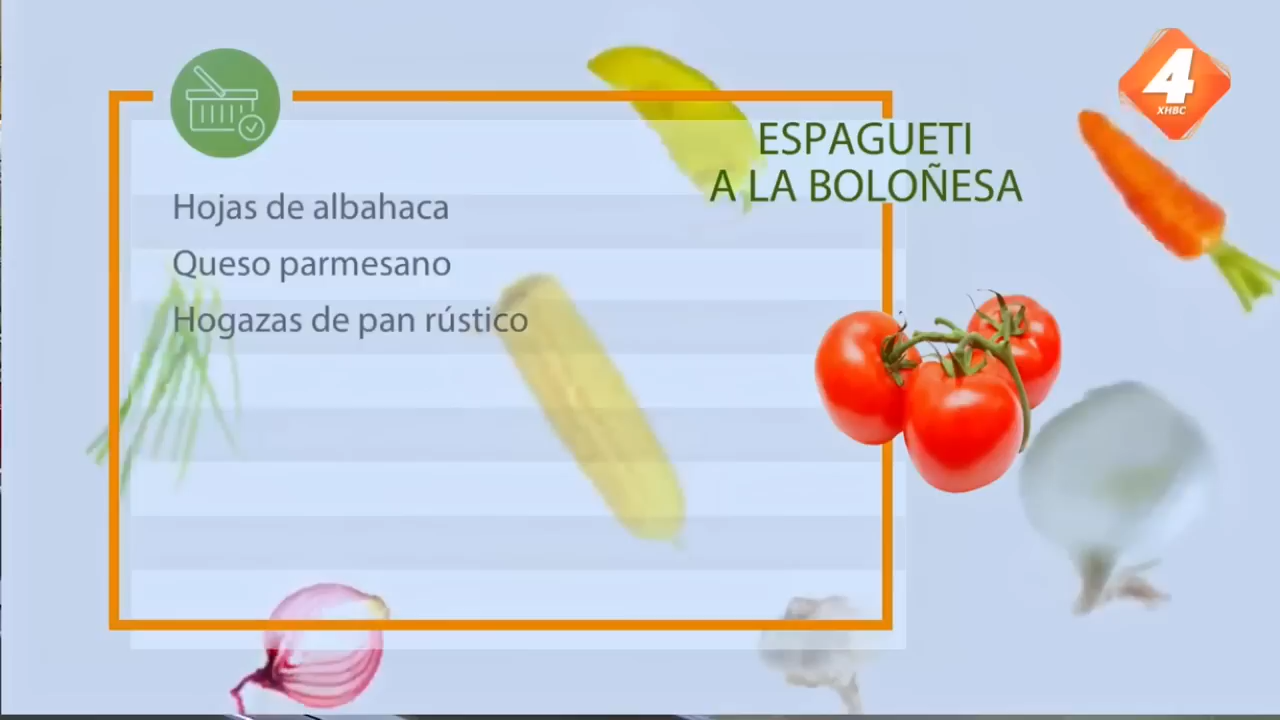 4
XHBC
ESPAGUETI
A LA BOLOÑESA
Hojas de albahaca
Queso parmesano
Hogazas de pan rústico